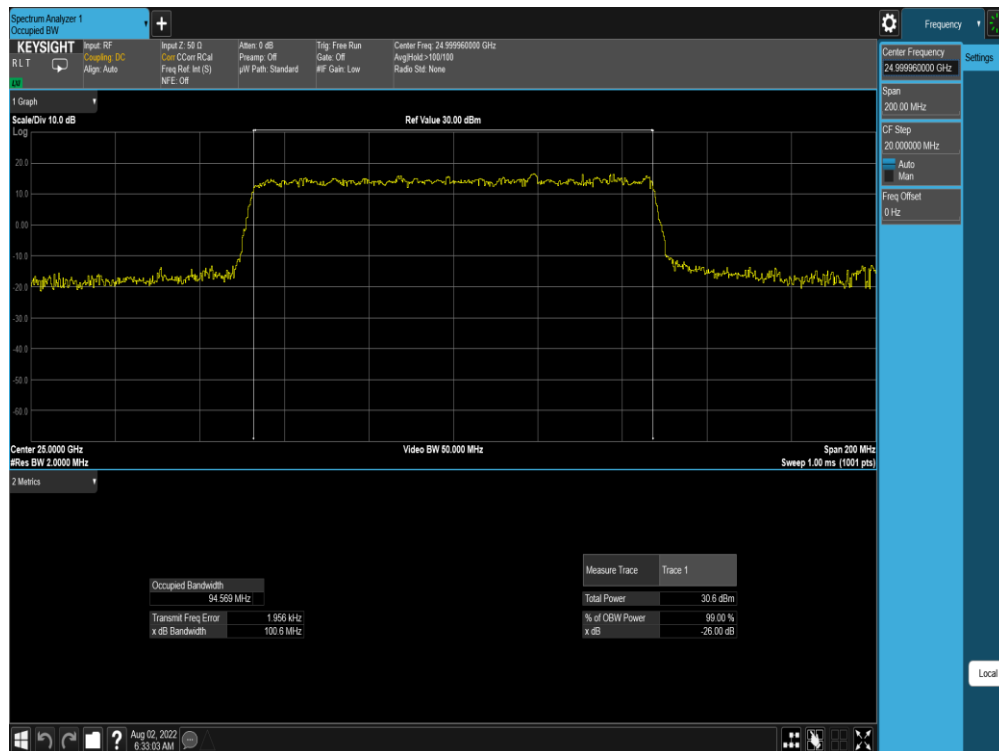 Spectrum Analyzer 1
Occupied BW
+
Frequency
KEYSIGHT
R L T
LXI
Input: RF
Coupling: DC
Align: Auto
Input Z: 50 Ω
Corr CCorr RCal
Freq Ref: Int (S)
NFE: Off
Atten: 0 dB
Preamp: Off
µW Path: Standard
Trig: Free Run
Gate: Off
#IF Gain: Low
Center Freq: 24.999960000 GHz
Avg|Hold:>100/100
Radio Std: None
Center Frequency
24.999960000 GHz
Settings
Span
200.00 MHz
CF Step
20.000000 MHz
Auto
Man
Freq Offset
0 Hz
1 Graph
Scale/Div 10.0 dB
Ref Value 30.00 dBm
Log
20.0
10.0
0.00
-10.0
-20.0
-30.0
-40.0
-50.0
-60.0
Center 25.0000 GHz
#Res BW 2.0000 MHz
Video BW 50.000 MHz
Span 200 MHz
Sweep 1.00 ms (1001 pts)
2 Metrics
Occupied Bandwidth
94.569 MHz
Transmit Freq Error 1.956 kHz
x dB Bandwidth 100.6 MHz
Measure Trace Trace 1
Total Power 30.6 dBm
% of OBW Power 99.00 %
x dB -26.00 dB
Local
?
Aug 02, 2022
6:33:03 AM